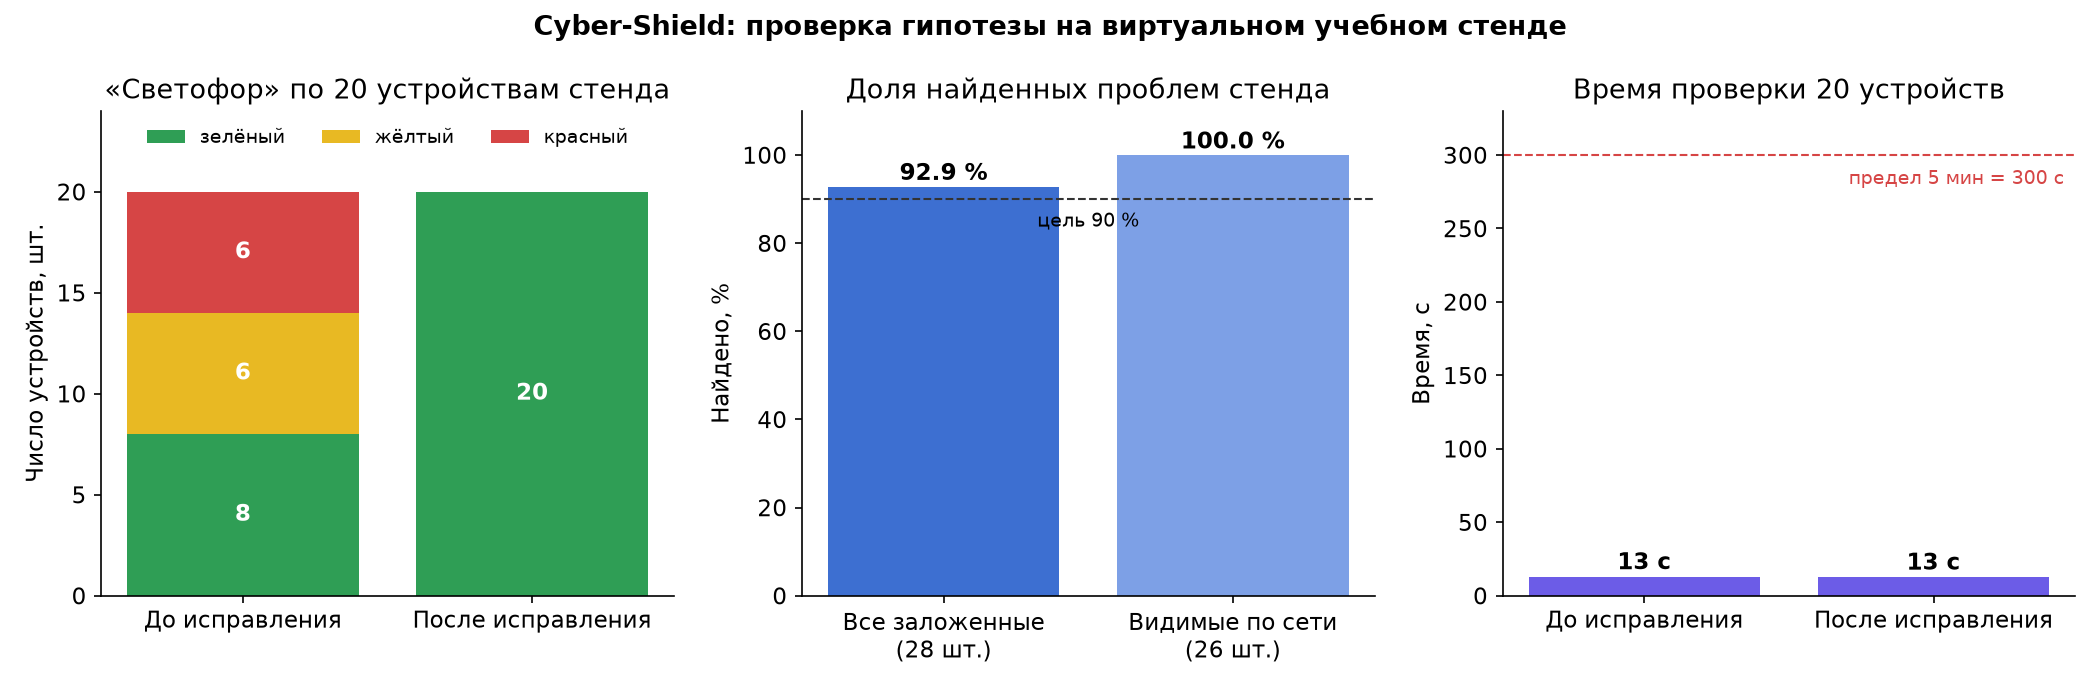 Cyber-Shield: проверка гипотезы на виртуальном учебном стенде
«Светофор» по 20 устройствам стенда
зелёный жёлтый красный
Число устройств, шт.
20
15
10
5
0
6
6
8
20
До исправления После исправления
Доля найденных проблем стенда
Найдено, %
100
80
60
40
20
0
92.9 %
100.0 %
цель 90 %
Все заложенные
(28 шт.)
Видимые по сети
(26 шт.)
Время проверки 20 устройств
Время, с
300
250
200
150
100
50
0
предел 5 мин = 300 с
13 с
13 с
До исправления После исправления